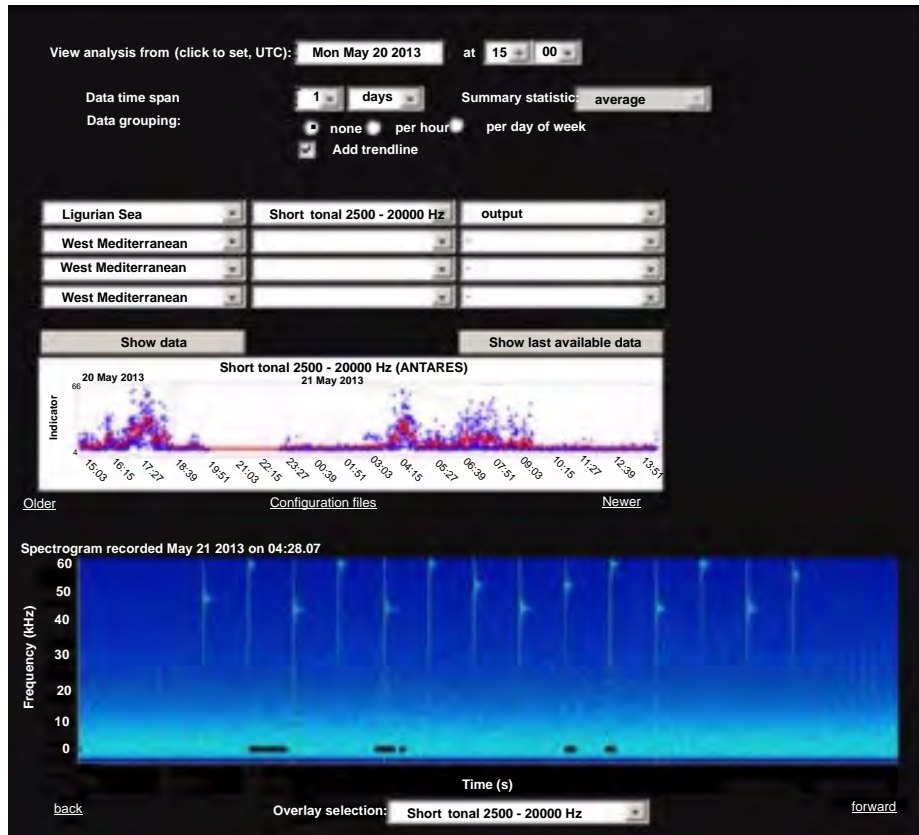 View analysis from (click to set, UTC): Mon May 20 2013 at 15 00
Data time span 1 days Summary statistic: average
Data grouping: none per hour per day of week
Add trendline
Ligurian Sea Short tonal 2500 - 20000 Hz output
West Mediterranean -
West Mediterranean -
West Mediterranean -
Show data Show last available data
Short tonal 2500 - 20000 Hz (ANTARES)
20 May 2013 21 May 2013
66
Indicator
4
15:03 16:15 17:27 18:39 19:51 21:03 22:15 23:27 00:39 01:51 03:03 04:15 05:27 06:39 07:51 09:03 10:15 11:27 12:39 13:51
Older Configuration files Newer
Spectrogram recorded May 21 2013 on 04:28.07
Frequency (kHz)
60
50
40
30
20
10
0
Time (s)
back Overlay selection: Short tonal 2500 - 20000 Hz forward